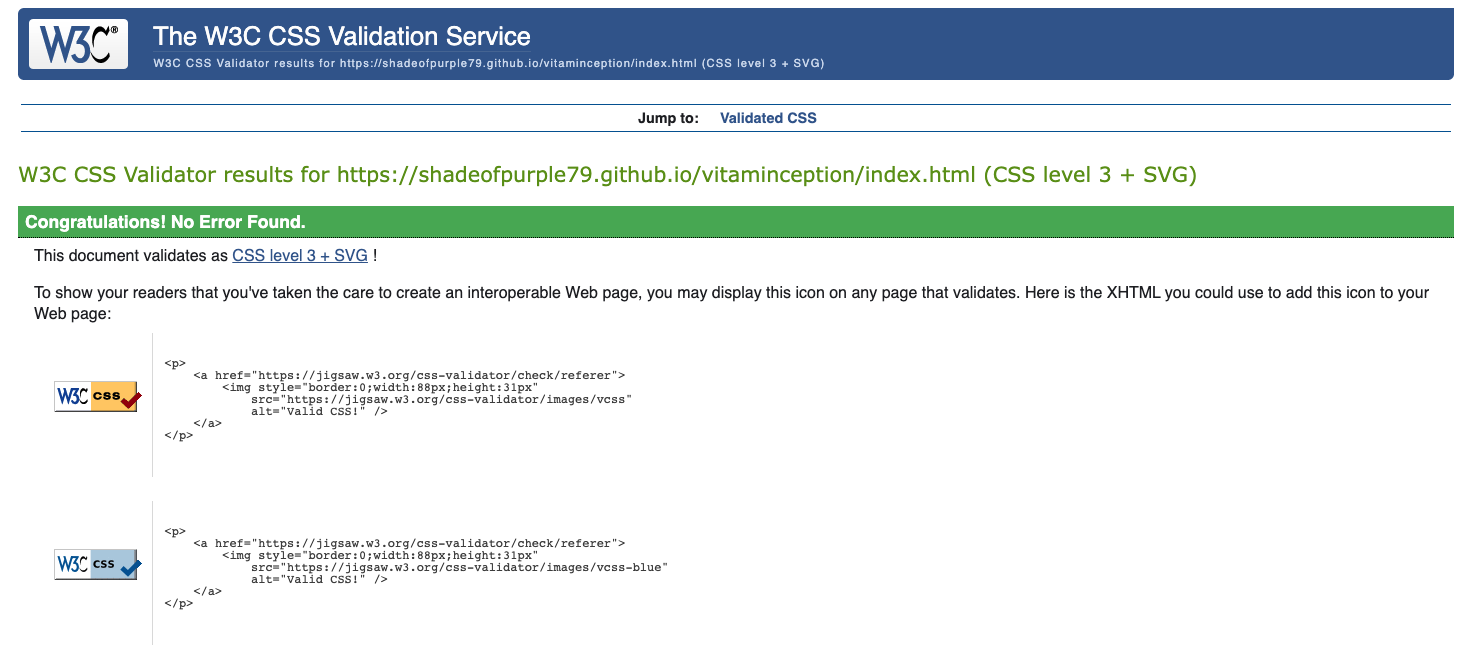 W3C®
The W3C CSS Validation Service
W3C CSS Validator results for https://shadeofpurple79.github.io/vitaminception/index.html (CSS level 3 + SVG)
Jump to: Validated CSS
W3C CSS Validator results for https://shadeofpurple79.github.io/vitaminception/index.html (CSS level 3 + SVG)
Congratulations! No Error Found.
This document validates as CSS level 3 + SVG !
To show your readers that you've taken the care to create an interoperable Web page, you may display this icon on any page that validates. Here is the XHTML you could use to add this icon to your
Web page:
<p>
    <a href="https://jigsaw.w3.org/css-validator/check/referer">
        <img style="border:0;width:88px;height:31px"
            src="https://jigsaw.w3.org/css-validator/images/vcss"
            alt="Valid CSS!" />
    </a>
</p>
W3C css
<p>
    <a href="https://jigsaw.w3.org/css-validator/check/referer">
        <img style="border:0;width:88px;height:31px"
            src="https://jigsaw.w3.org/css-validator/images/vcss-blue"
            alt="Valid CSS!" />
    </a>
</p>
W3C css